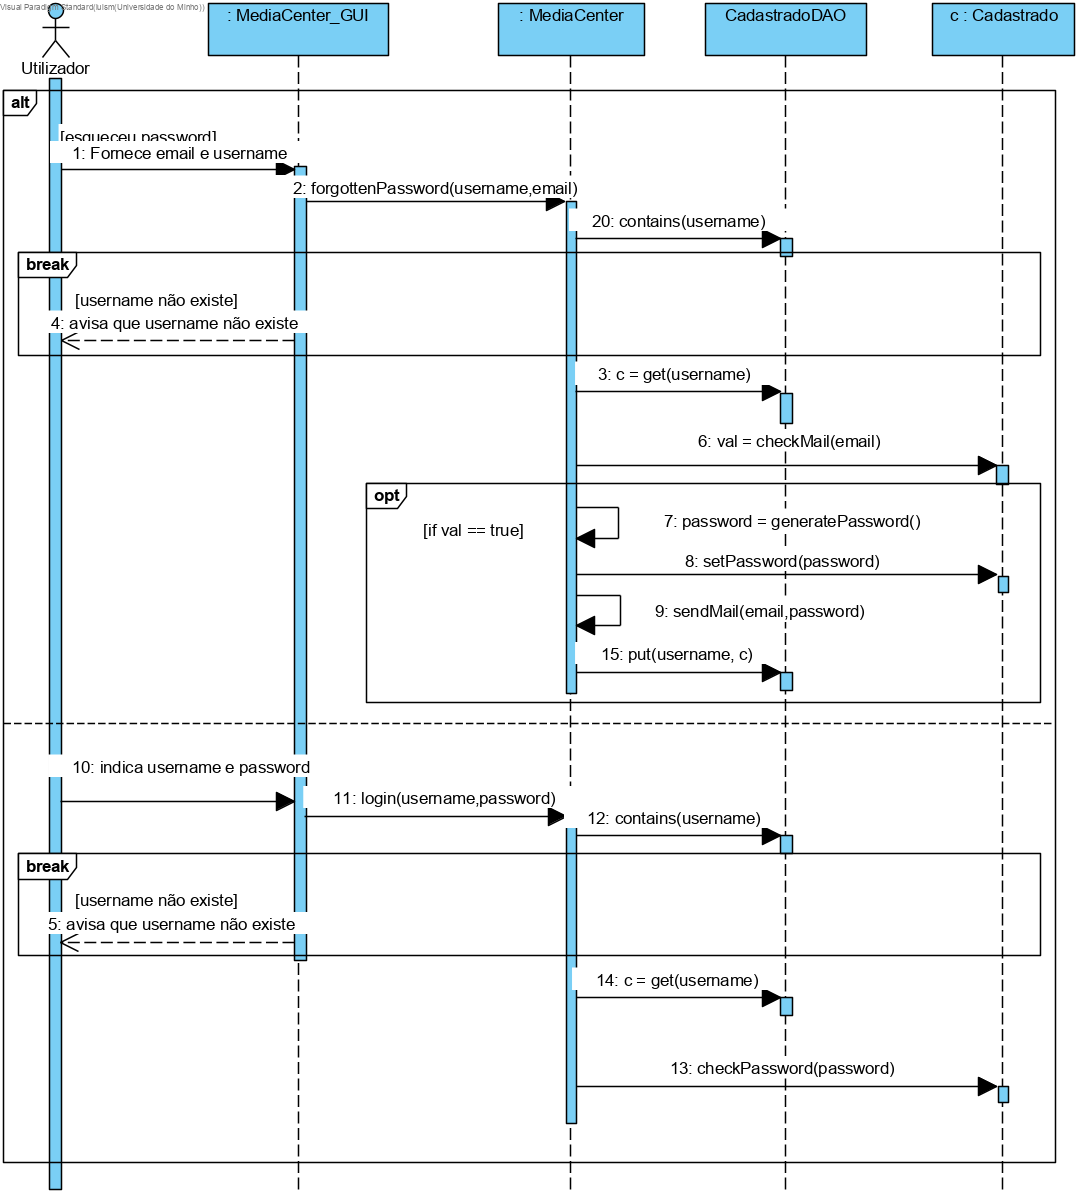 Visual Paradigm Standard(luism(Universidade do Minho))
: MediaCenter_GUI
: MediaCenter
CadastradoDAO
c : Cadastrado
Utilizador
alt
[esqueceu password]
1: Fornece email e username
2: forgottenPassword(username,email)
20: contains(username)
break
[username não existe]
4: avisa que username não existe
3: c = get(username)
6: val = checkMail(email)
opt
[if val == true]
7: password = generatePassword()
8: setPassword(password)
9: sendMail(email,password)
15: put(username, c)
10: indica username e password
11: login(username,password)
12: contains(username)
break
[username não existe]
5: avisa que username não existe
14: c = get(username)
13: checkPassword(password)